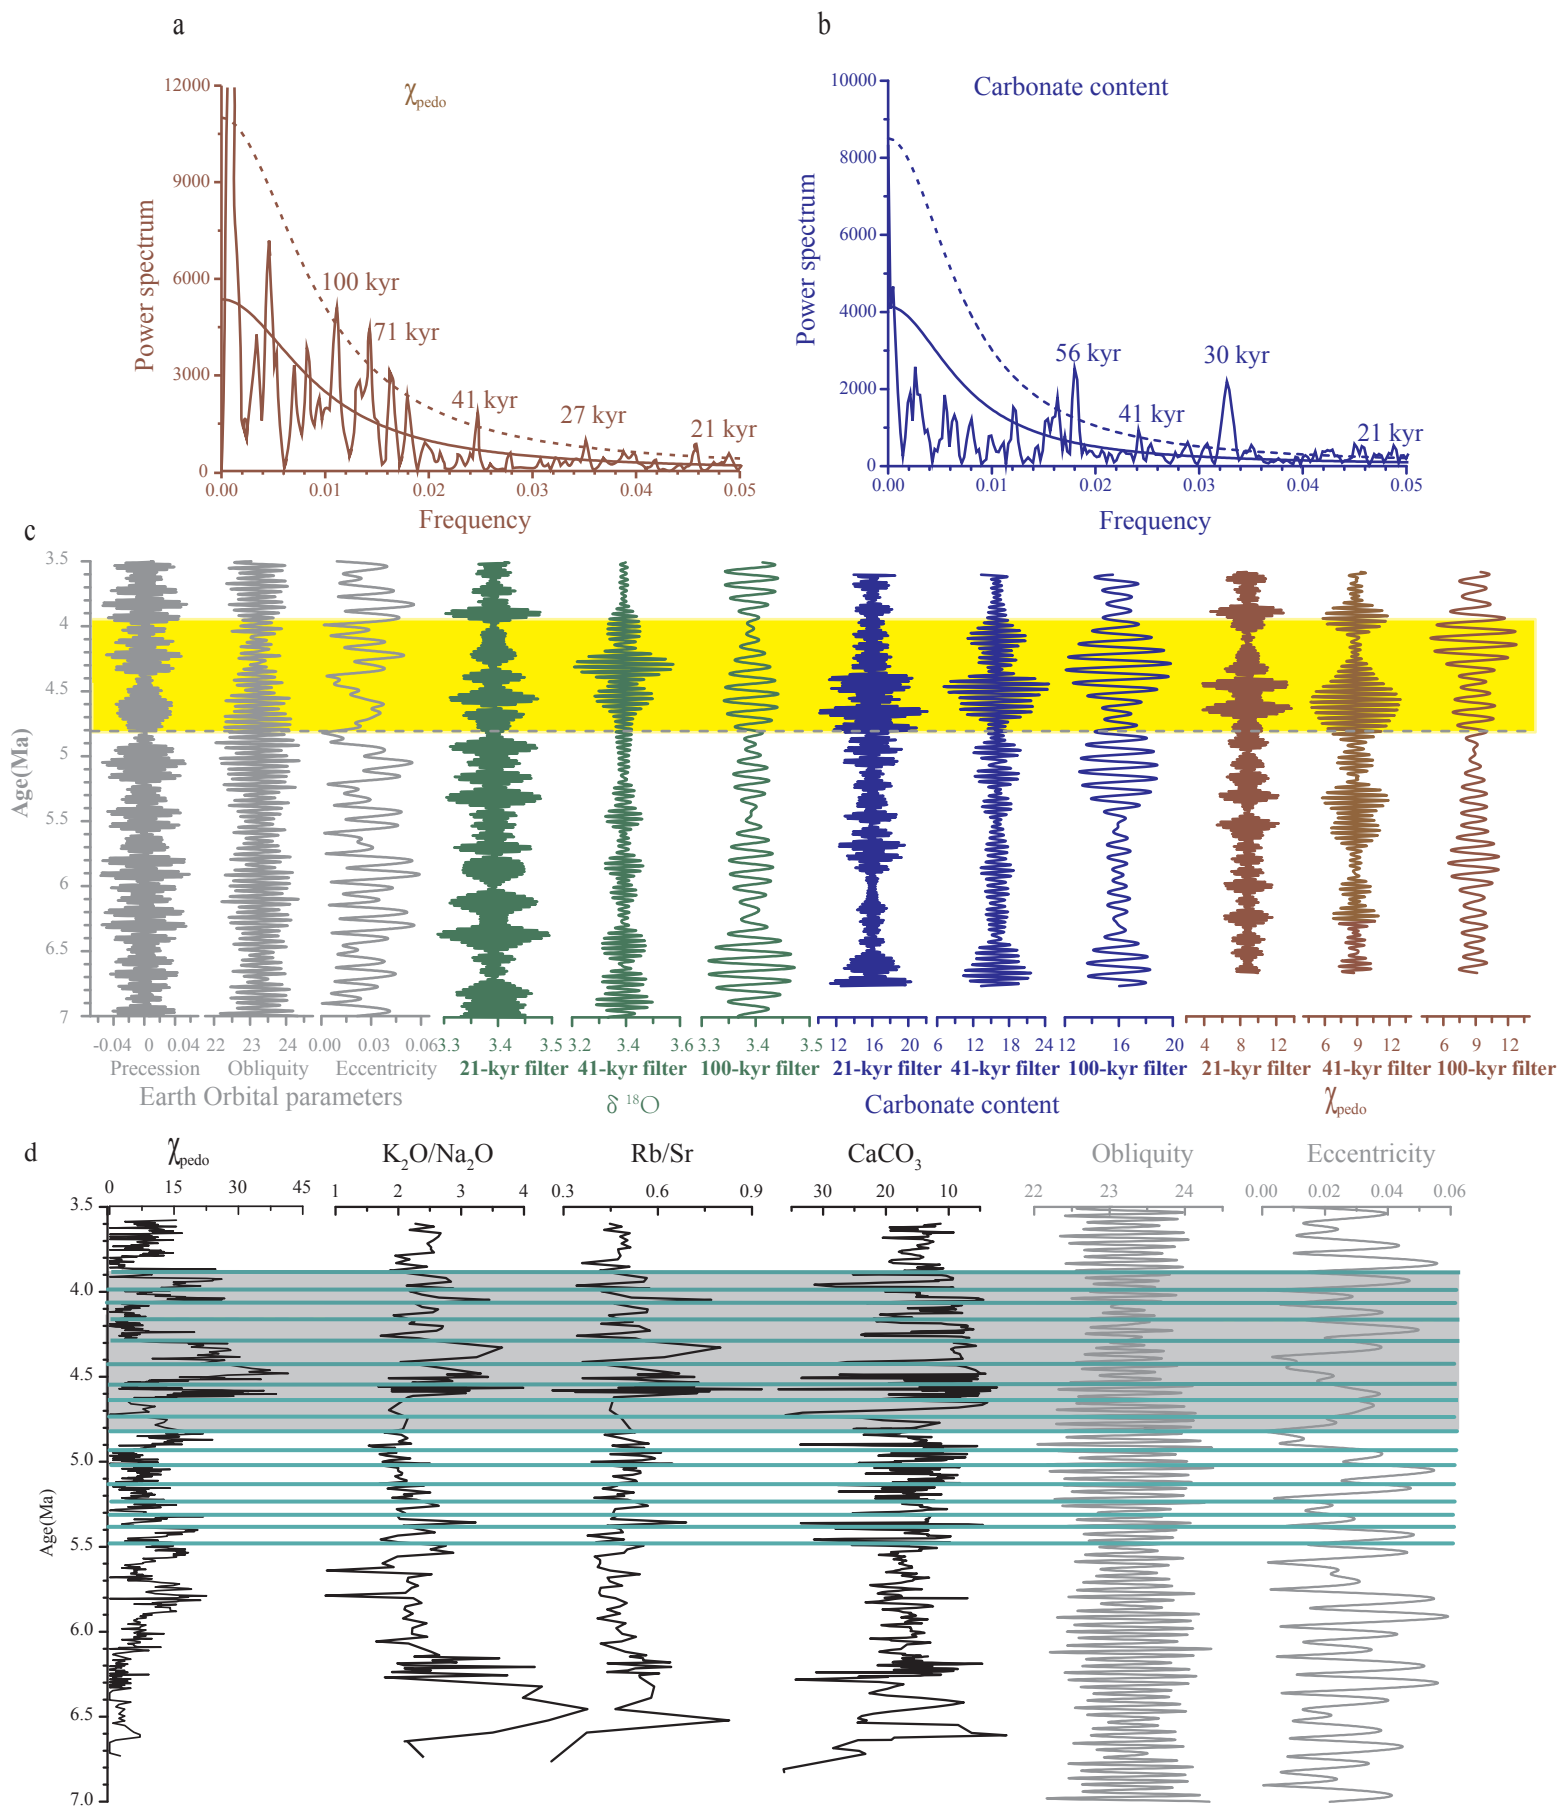 a
χpedo
12000
9000
6000
3000
0
Power spectrum
100 kyr
71 kyr
41 kyr
27 kyr
21 kyr
0.00 0.01 0.02 0.03 0.04 0.05
Frequency
b
Carbonate content
10000
8000
6000
4000
2000
0
Power spectrum
56 kyr
30 kyr
41 kyr
21 kyr
0.00 0.01 0.02 0.03 0.04 0.05
Frequency
c
3.5
4
4.5
5
5.5
6
6.5
7
Age(Ma)
-0.04 0 0.04 22 23 24 0.00 0.03 0.06 3.3 3.4 3.5 3.2 3.4 3.6 3.3 3.4 3.5 12 16 20 6 12 18 24 12 16 20 4 8 12 6 9 12 6 9 12
Precession Obliquity Eccentricity 21-kyr filter 41-kyr filter 100-kyr filter 21-kyr filter 41-kyr filter 100-kyr filter 21-kyr filter 41-kyr filter 100-kyr filter
Earth Orbital parameters δ 18O Carbonate content χpedo
d
χpedo K2O/Na2O Rb/Sr CaCO3 Obliquity Eccentricity
0 15 30 45 1 2 3 4 0.3 0.6 0.9 30 20 10 22 23 24 0.00 0.02 0.04 0.06
3.5
4.0
4.5
5.0
5.5
6.0
6.5
7.0
Age(Ma)